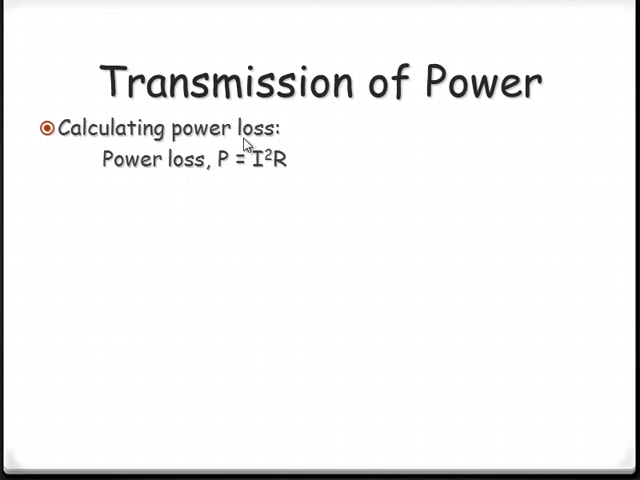 Transmission of Power
Calculating power loss:
Power loss, P = I²R